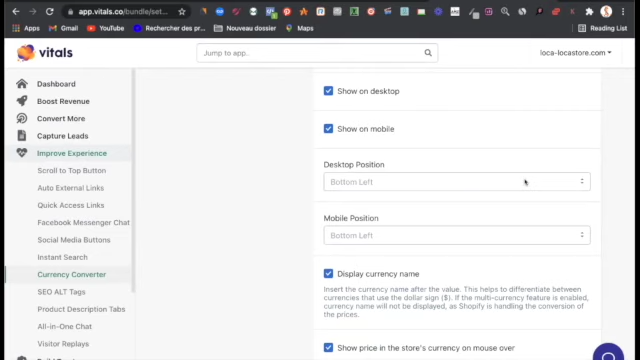 app.vitals.co/bundle/set...
Apps
Gmail
YouTube
Rechercher des pro...
Nouveau dossier
Maps
Reading List
vitals
Jump to app..
loca-locastore.com
Dashboard
Boost Revenue
Convert More
Capture Leads
Improve Experience
Scroll to Top Button
Auto External Links
Quick Access Links
Facebook Messenger Chat
Social Media Buttons
Instant Search
Currency Converter
SEO ALT Tags
Product Description Tabs
All-in-One Chat
Visitor Replays
Show on desktop
Show on mobile
Desktop Position
Bottom Left
Mobile Position
Bottom Left
Display currency name
Insert the currency name after the value. This helps to differentiate between
currencies that use the dollar sign ($). If the multi-currency feature is enabled,
currency name will not be displayed, as Shopify is handling the conversion of
the prices.
Show price in the store's currency on mouse over